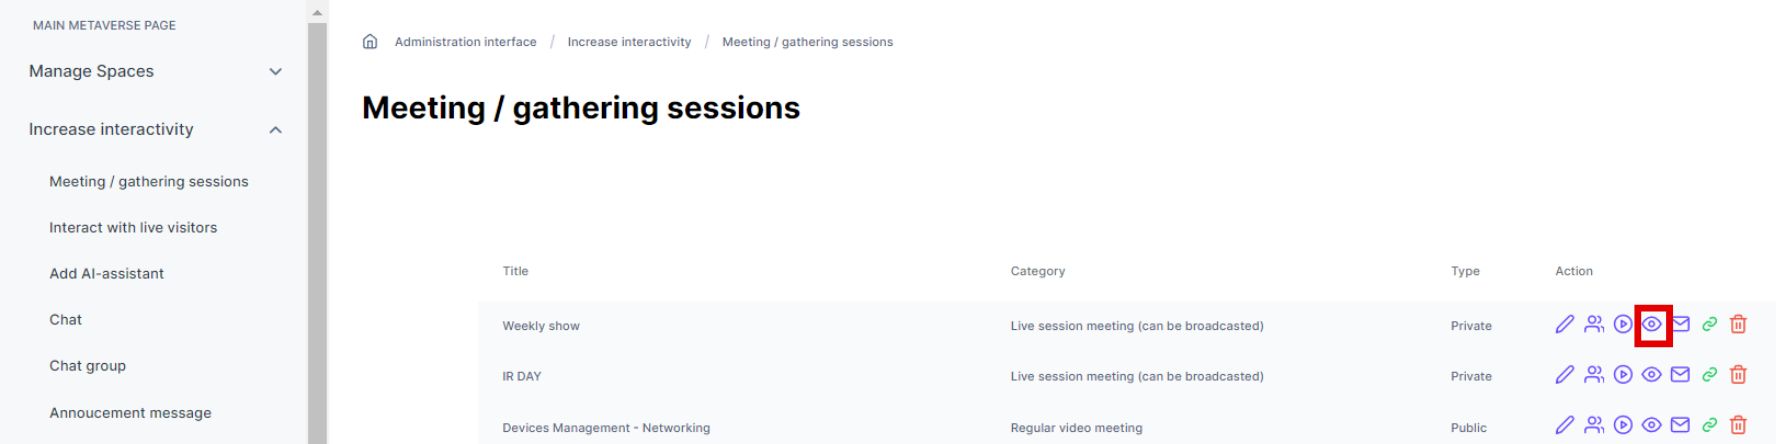 MAIN METAVERSE PAGE
Manage Spaces
Increase interactivity
Meeting / gathering sessions
Interact with live visitors
Add AI-assistant
Chat
Chat group
Annoucement message
Administration interface / Increase interactivity / Meeting / gathering sessions
Meeting / gathering sessions
Title Category Type Action
Weekly show Live session meeting (can be broadcasted) Private
IR DAY Live session meeting (can be broadcasted) Private
Devices Management - Networking Regular video meeting Public